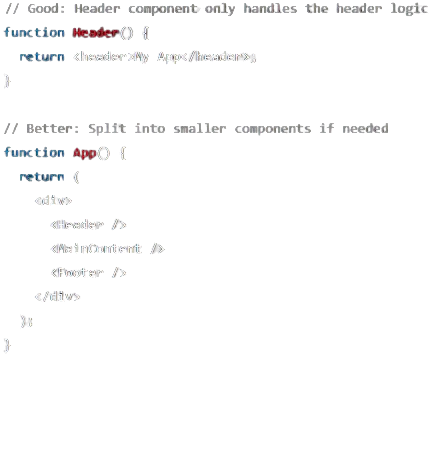 // Good: Header component only handles the header logic
function Header() {
  return <header>My App</header>;
}
// Better: Split into smaller components if needed
function App() {
  return (
    <div>
      <Header />
      <MainContent />
      <Footer />
    </div>
  );
}